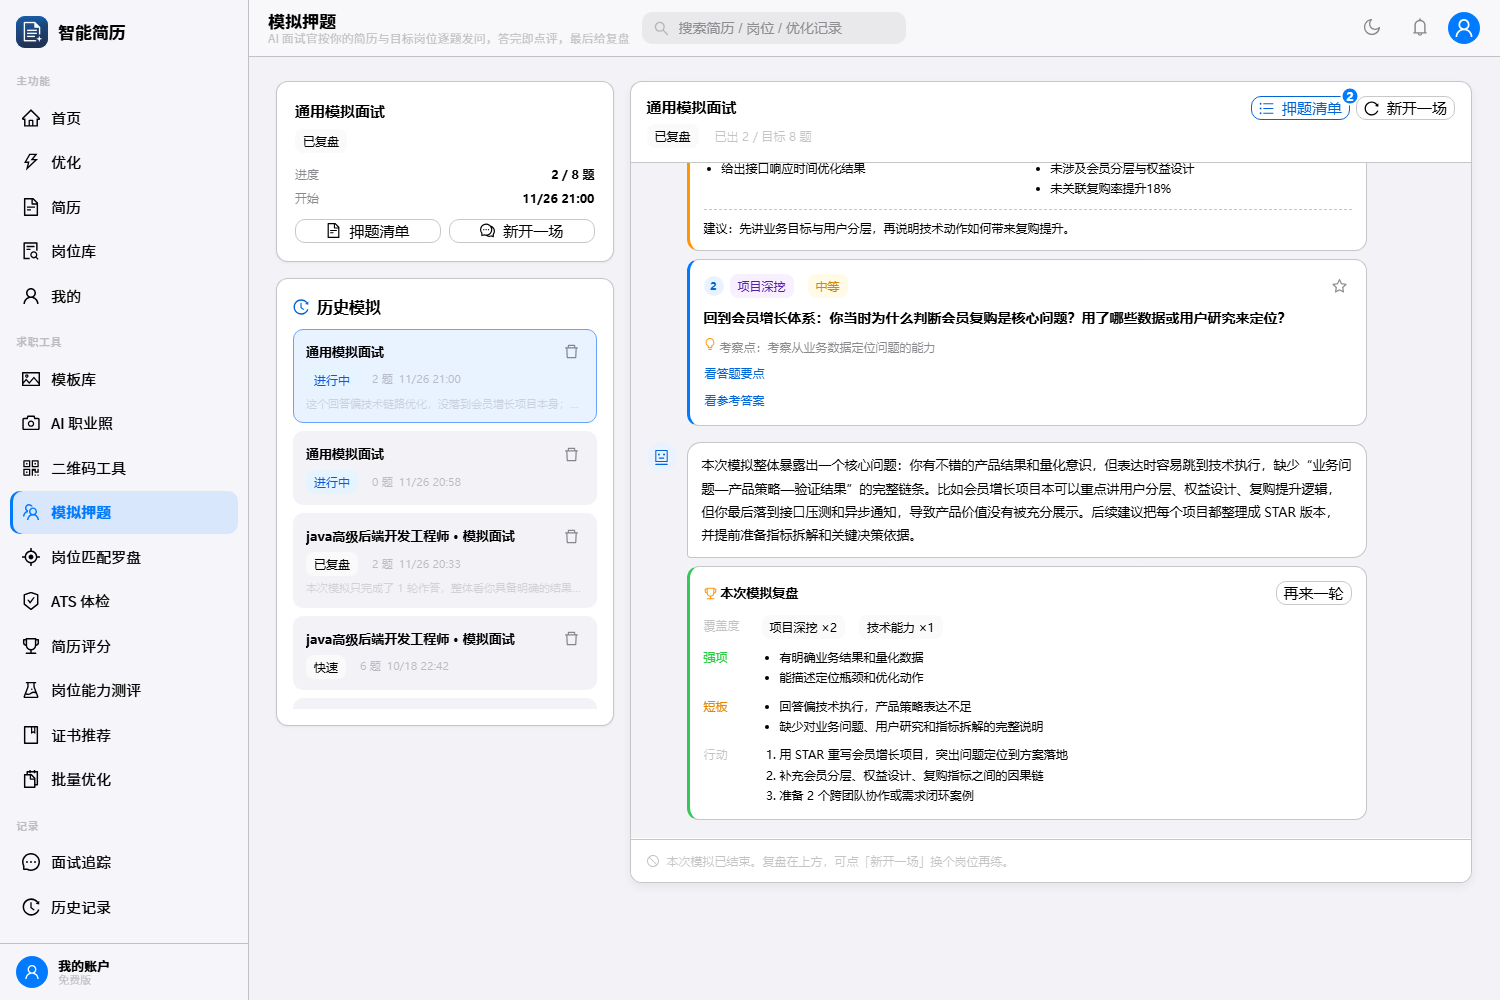 智能简历
主功能
首页
优化
简历
岗位库
我的
求职工具
模板库
AI 职业照
二维码工具
模拟押题
岗位匹配罗盘
ATS 体检
简历评分
岗位能力测评
证书推荐
批量优化
记录
面试追踪
历史记录
我的账户
免费版
模拟押题
AI 面试官按你的简历与目标岗位逐题发问，答完即点评，最后给复盘
搜索简历 / 岗位 / 优化记录
通用模拟面试
已复盘
进度 2 / 8 题
开始 11/26 21:00
押题清单 新开一场
历史模拟
通用模拟面试
进行中 2 题 11/26 21:00
这个回答偏技术链路优化，没落到会员增长项目本身；...
通用模拟面试
进行中 0 题 11/26 20:58
java高级后端开发工程师 • 模拟面试
已复盘 2 题 11/26 20:33
本次模拟只完成了 1 轮作答，整体看你具备明确的结果...
java高级后端开发工程师 • 模拟面试
快速 6 题 10/18 22:42
通用模拟面试
已复盘 已出 2 / 目标 8 题
押题清单 2 新开一场
给出接口响应时间优化结果
未涉及会员分层与权益设计
未关联复购率提升18%
建议：先讲业务目标与用户分层，再说明技术动作如何带来复购提升。
2 项目深挖 中等
回到会员增长体系：你当时为什么判断会员复购是核心问题？用了哪些数据或用户研究来定位？
考察点：考察从业务数据定位问题的能力
看答题要点
看参考答案
本次模拟整体暴露出一个核心问题：你有不错的产品结果和量化意识，但表达时容易跳到技术执行，缺少“业务问
题—产品策略—验证结果”的完整链条。比如会员增长项目本可以重点讲用户分层、权益设计、复购提升逻辑，
但你最后落到接口压测和异步通知，导致产品价值没有被充分展示。后续建议把每个项目都整理成 STAR 版本，
并提前准备指标拆解和关键决策依据。
本次模拟复盘 再来一轮
覆盖度 项目深挖 ×2 技术能力 ×1
强项 • 有明确业务结果和量化数据
• 能描述定位瓶颈和优化动作
短板 • 回答偏技术执行，产品策略表达不足
• 缺少对业务问题、用户研究和指标拆解的完整说明
行动 1. 用 STAR 重写会员增长项目，突出问题定位到方案落地
2. 补充会员分层、权益设计、复购指标之间的因果链
3. 准备 2 个跨团队协作或需求闭环案例
本次模拟已结束。复盘在上方，可点「新开一场」换个岗位再练。